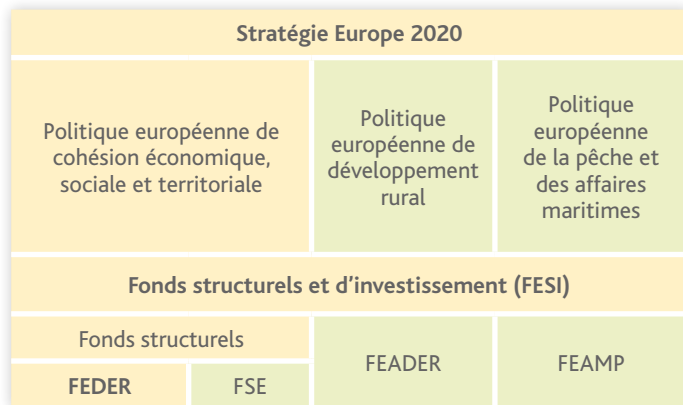 Stratégie Europe 2020
Politique européenne de
cohésion économique,
sociale et territoriale
Politique
européenne de
développement
rural
Politique
européenne
de la pêche et
des affaires
maritimes
Fonds structurels et d'investissement (FESI)
Fonds structurels
FEDER
FSE
FEADER
FEAMP